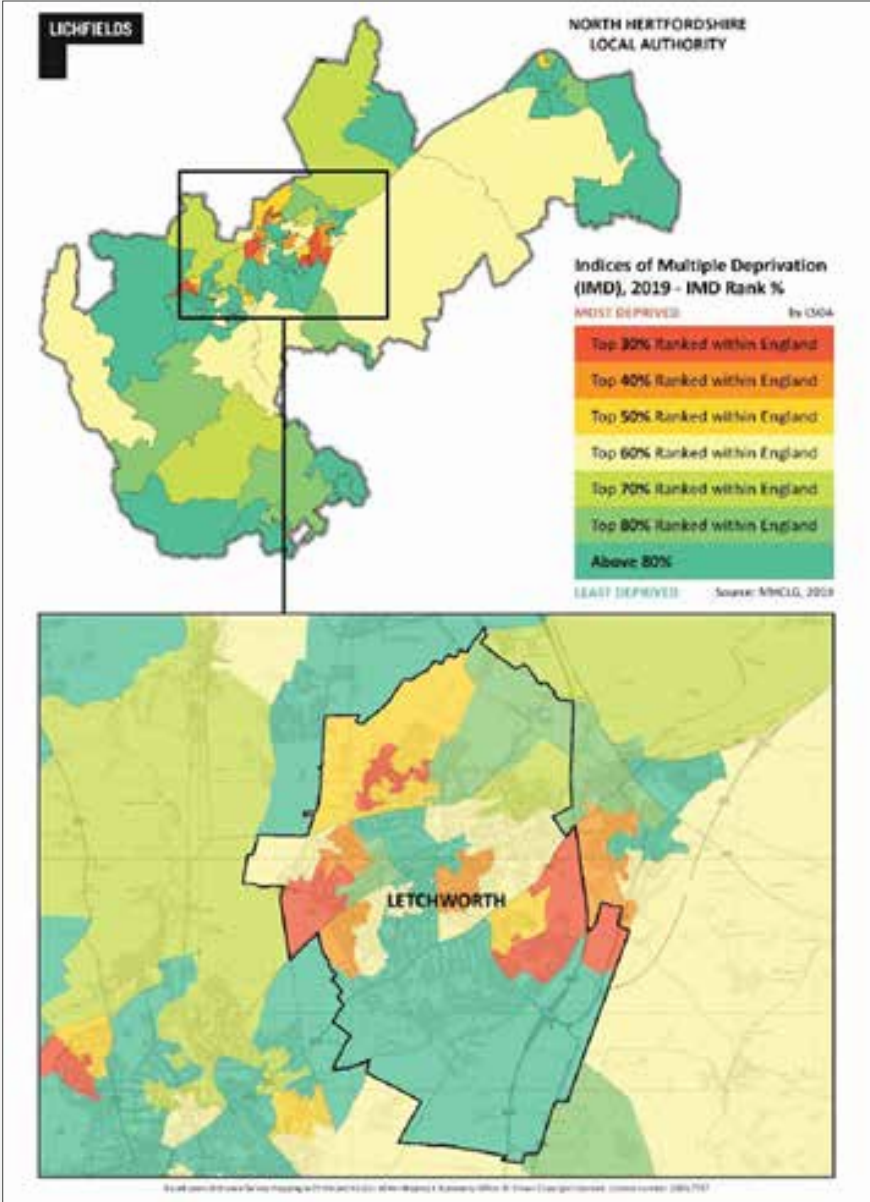 LICHFIELDS
NORTH HERTFORDSHIRE
LOCAL AUTHORITY
Indices of Multiple Deprivation
(IMD), 2019 - IMD Rank %
MOST DEPRIVED by LSOA
Top 30% Ranked within England
Top 40% Ranked within England
Top 50% Ranked within England
Top 60% Ranked within England
Top 70% Ranked within England
Top 80% Ranked within England
Above 80%
LEAST DEPRIVED Source: MHCLG, 2019
LETCHWORTH